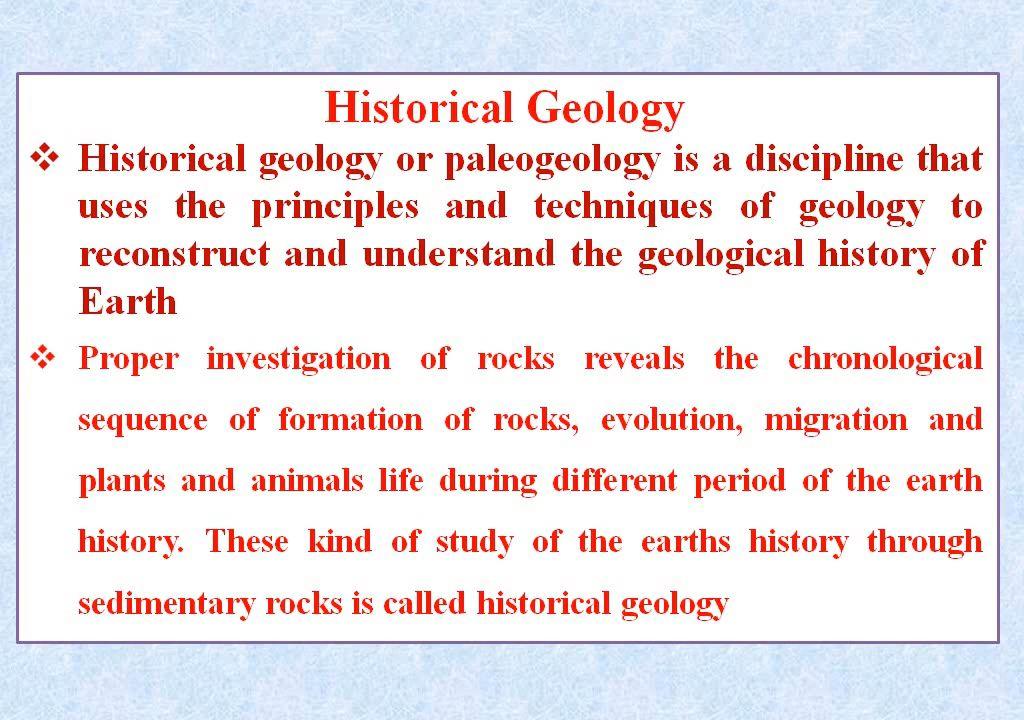 Historical Geology
❖ Historical geology or paleogeology is a discipline that
uses the principles and techniques of geology to
reconstruct and understand the geological history of
Earth
❖ Proper investigation of rocks reveals the chronological
sequence of formation of rocks, evolution, migration and
plants and animals life during different period of the earth
history. These kind of study of the earths history through
sedimentary rocks is called historical geology